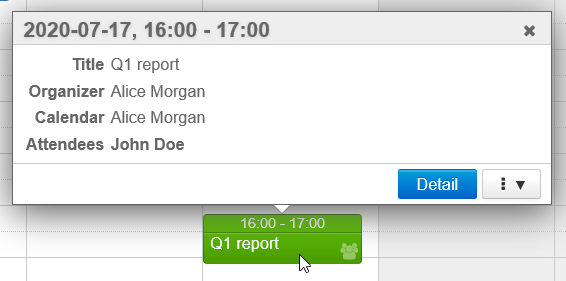 2020-07-17, 16:00 - 17:00
Title Q1 report
Organizer Alice Morgan
Calendar Alice Morgan
Attendees John Doe
Detail
16:00 - 17:00
Q1 report